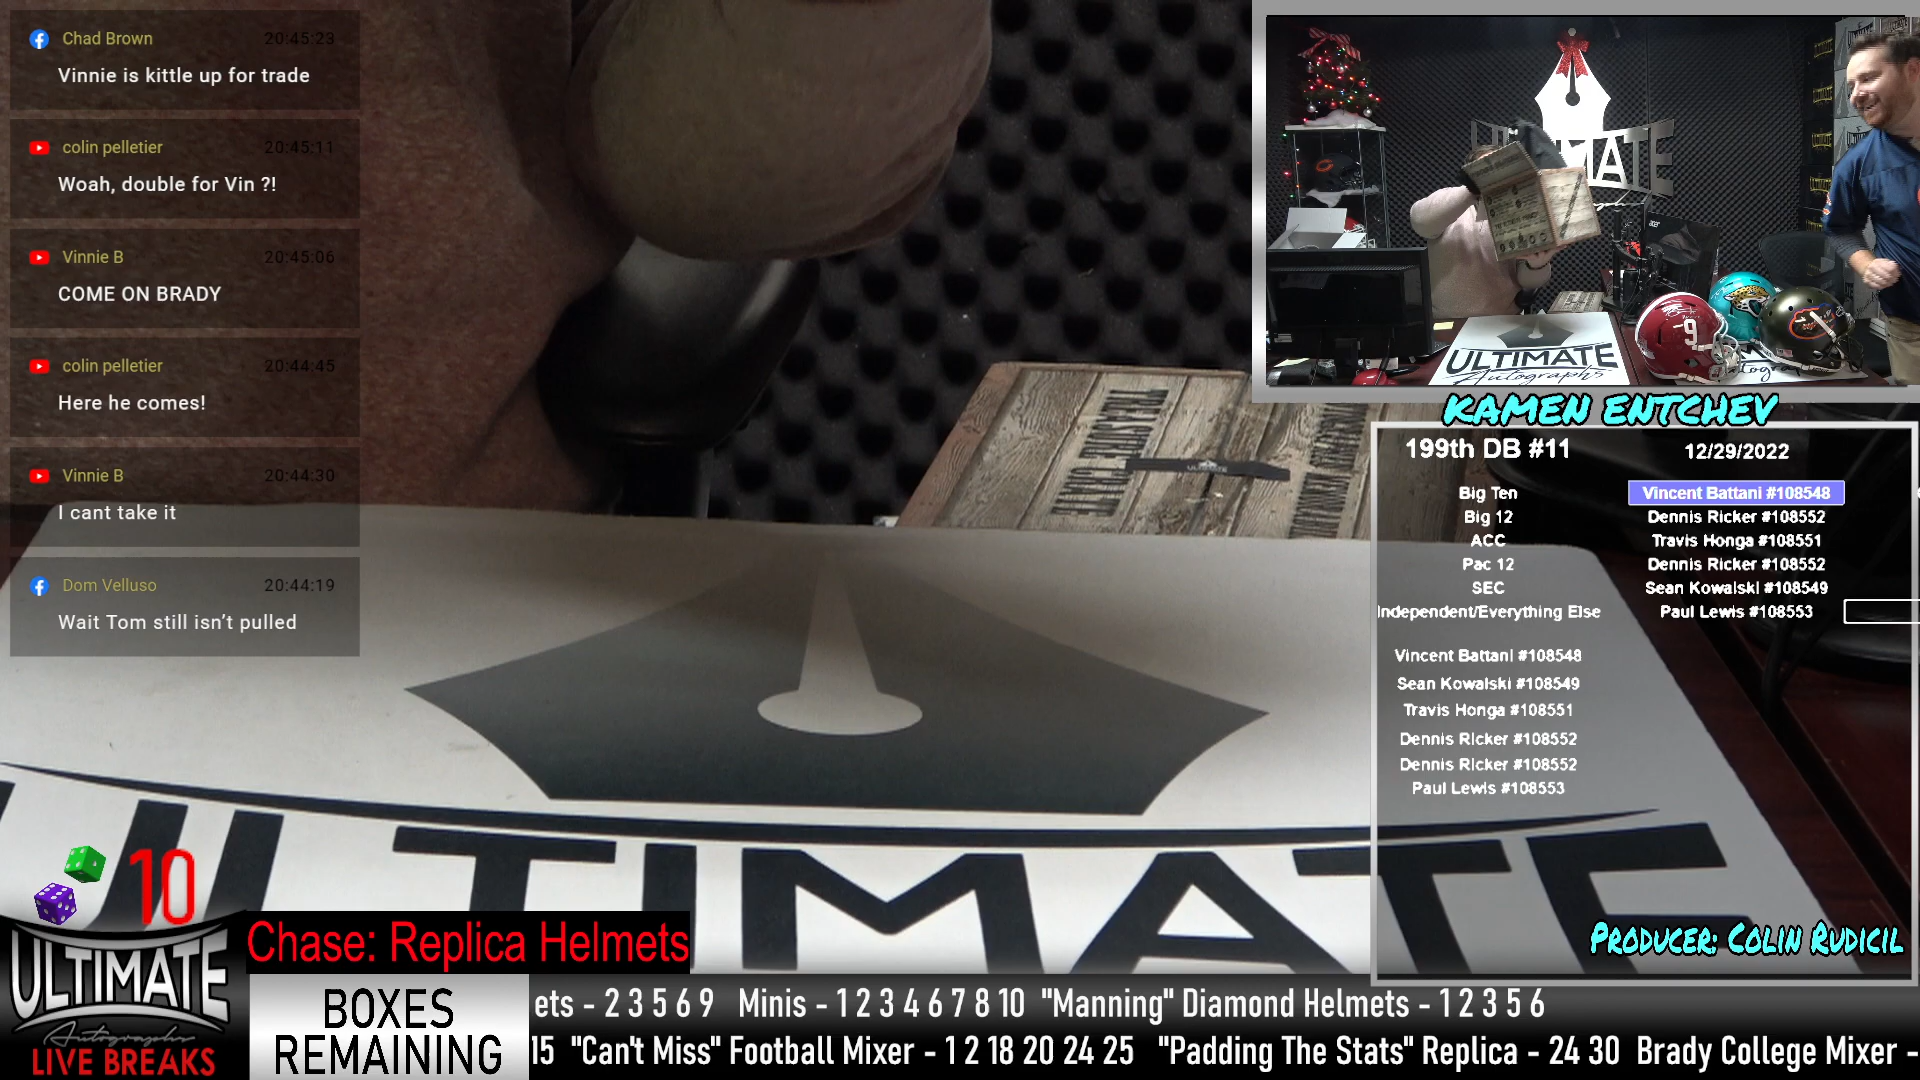 Chad Brown 20:45:23
Vinnie is kittle up for trade
colin pelletier 20:45:11
Woah, double for Vin ?!
Vinnie B 20:45:06
COME ON BRADY
colin pelletier 20:44:45
Here he comes!
Vinnie B 20:44:30
I cant take it
Dom Velluso 20:44:19
Wait Tom still isn’t pulled
ULTIMATE
Autographs
9
KAMEN ENTCHEV
199th DB #11 12/29/2022
Big Ten Vincent Battani #108548
Big 12 Dennis Ricker #108552
ACC Travis Honga #108551
Pac 12 Dennis Ricker #108552
SEC Sean Kowalski #108549
Independent/Everything Else Paul Lewis #108553
Vincent Battani #108548
Sean Kowalski #108549
Travis Honga #108551
Dennis Ricker #108552
Dennis Ricker #108552
Paul Lewis #108553
PRODUCER: COLIN RUDICIL
ULTIMATE
10
ULTIMATE
Autographs
LIVE BREAKS
Chase: Replica Helmets
BOXES
REMAINING
ets - 2 3 5 6 9 Minis - 1 2 3 4 6 7 8 10 "Manning" Diamond Helmets - 1 2 3 5 6
15 "Can't Miss" Football Mixer - 1 2 18 20 24 25 "Padding The Stats" Replica - 24 30 Brady College Mixer -